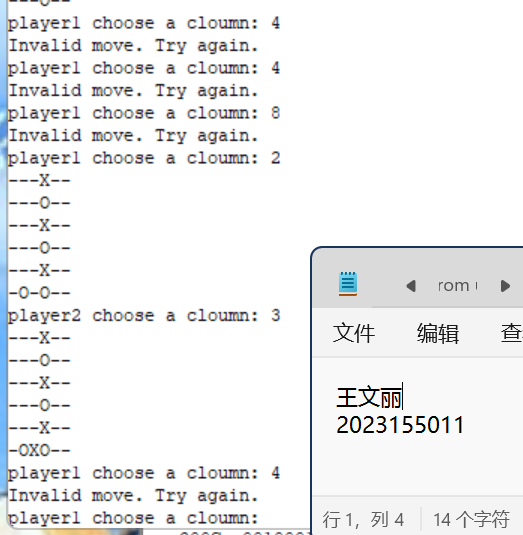 player1 choose a cloumn: 4
Invalid move. Try again.
player1 choose a cloumn: 4
Invalid move. Try again.
player1 choose a cloumn: 8
Invalid move. Try again.
player1 choose a cloumn: 2
---X--
---O--
---X--
---O--
---X--
-O-O--
player2 choose a cloumn: 3
---X--
---O--
---X--
---O--
---X--
-OXO--
player1 choose a cloumn: 4
Invalid move. Try again.
player1 choose a cloumn:
rom
文件 编辑
王文丽
2023155011
行 1，列 4 14 个字符